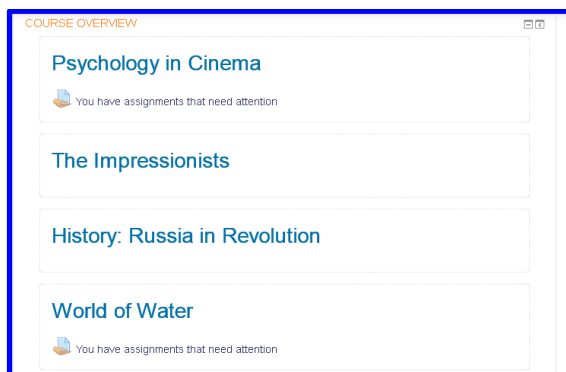 COURSE OVERVIEW
Psychology in Cinema
You have assignments that need attention
The Impressionists
History: Russia in Revolution
World of Water
You have assignments that need attention